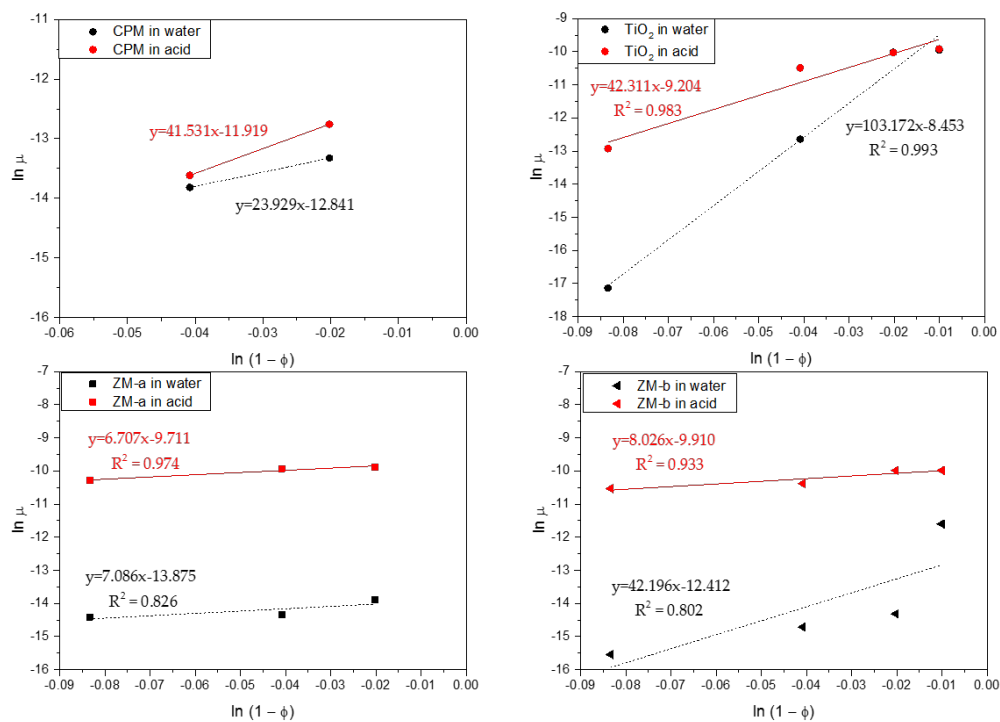 -11
-12
-13
-14
-15
-16
-0.06
-0.05
-0.04
-0.03
-0.02
-0.01
0.00
ln μ
ln (1 − ϕ)
CPM in water
CPM in acid
y=41.531x-11.919
y=23.929x-12.841
-9
-10
-11
-12
-13
-14
-15
-16
-17
-18
-0.09
-0.08
-0.07
-0.06
-0.05
-0.04
-0.03
-0.02
-0.01
0.00
ln μ
ln (1 − ϕ)
TiO₂ in water
TiO₂ in acid
y=42.311x-9.204
R² = 0.983
y=103.172x-8.453
R² = 0.993
-7
-8
-9
-10
-11
-12
-13
-14
-15
-16
-0.09
-0.08
-0.07
-0.06
-0.05
-0.04
-0.03
-0.02
-0.01
0.00
ln μ
ln (1 − ϕ)
ZM-a in water
ZM-a in acid
y=6.707x-9.711
R² = 0.974
y=7.086x-13.875
R² = 0.826
-7
-8
-9
-10
-11
-12
-13
-14
-15
-16
-0.09
-0.08
-0.07
-0.06
-0.05
-0.04
-0.03
-0.02
-0.01
0.00
ln μ
ln (1 − ϕ)
ZM-b in water
ZM-b in acid
y=8.026x-9.910
R² = 0.933
y=42.196x-12.412
R² = 0.802